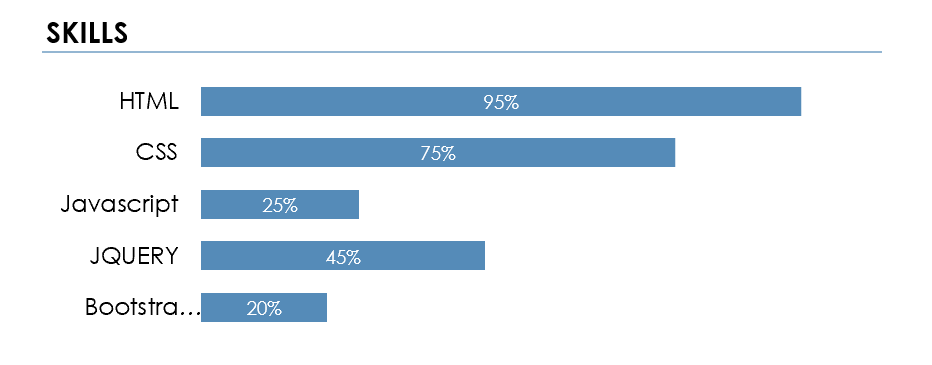 SKILLS
HTML 95%
CSS 75%
Javascript 25%
JQUERY 45%
Bootstra... 20%